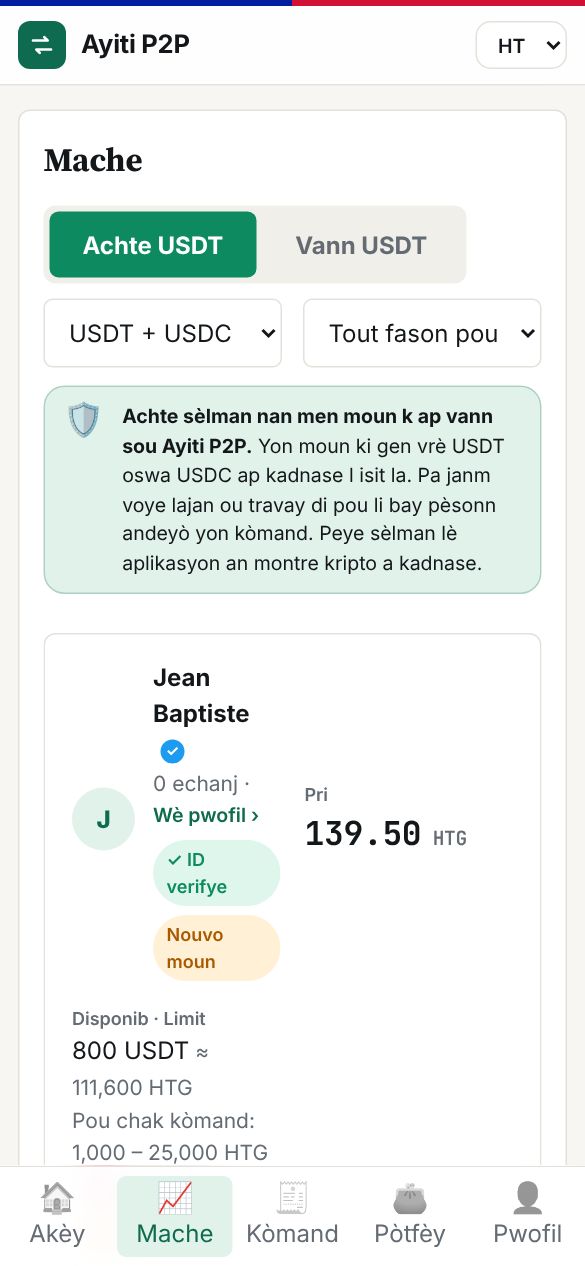 Ayiti P2P
HT
Mache
Achte USDT
Vann USDT
USDT + USDC
Tout fason pou
Achte sèlman nan men moun k ap vann
sou Ayiti P2P. Yon moun ki gen vrè USDT
oswa USDC ap kadnase l isit la. Pa janm
voye lajan ou travay di pou li bay pèsonn
andeyò yon kòmand. Peye sèlman lè
aplikasyon an montre kripto a kadnase.
Jean
Baptiste
0 echanj ·
Wè pwofil ›
J
✓ ID
verifye
Nouvo
moun
Pri
139.50 HTG
Disponib · Limit
800 USDT ≈
111,600 HTG
Pou chak kòmand:
1,000 – 25,000 HTG
Akèy
Mache
Kòmand
Pòtfèy
Pwofil